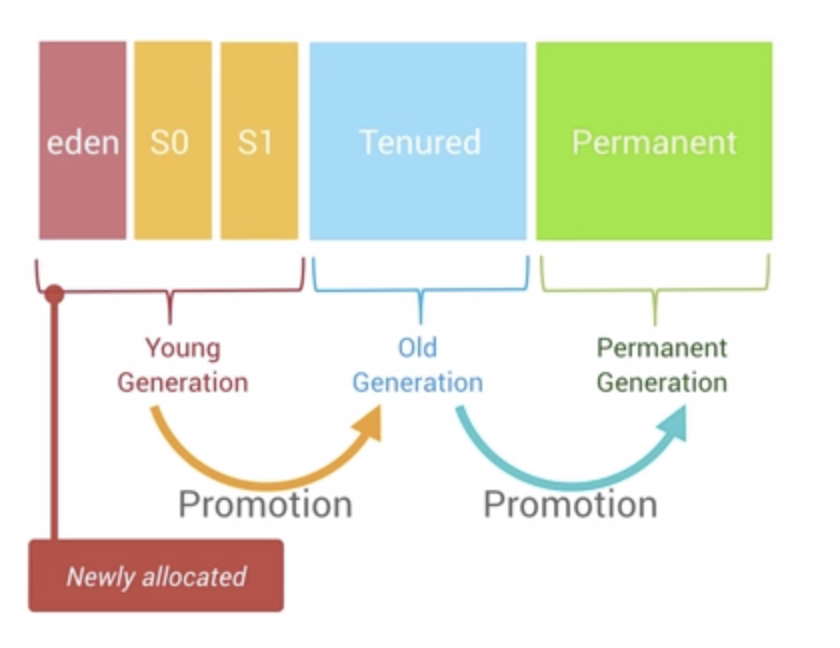 eden
S0
S1
Tenured
Permanent
Young
Generation
Old
Generation
Permanent
Generation
Promotion
Promotion
Newly allocated